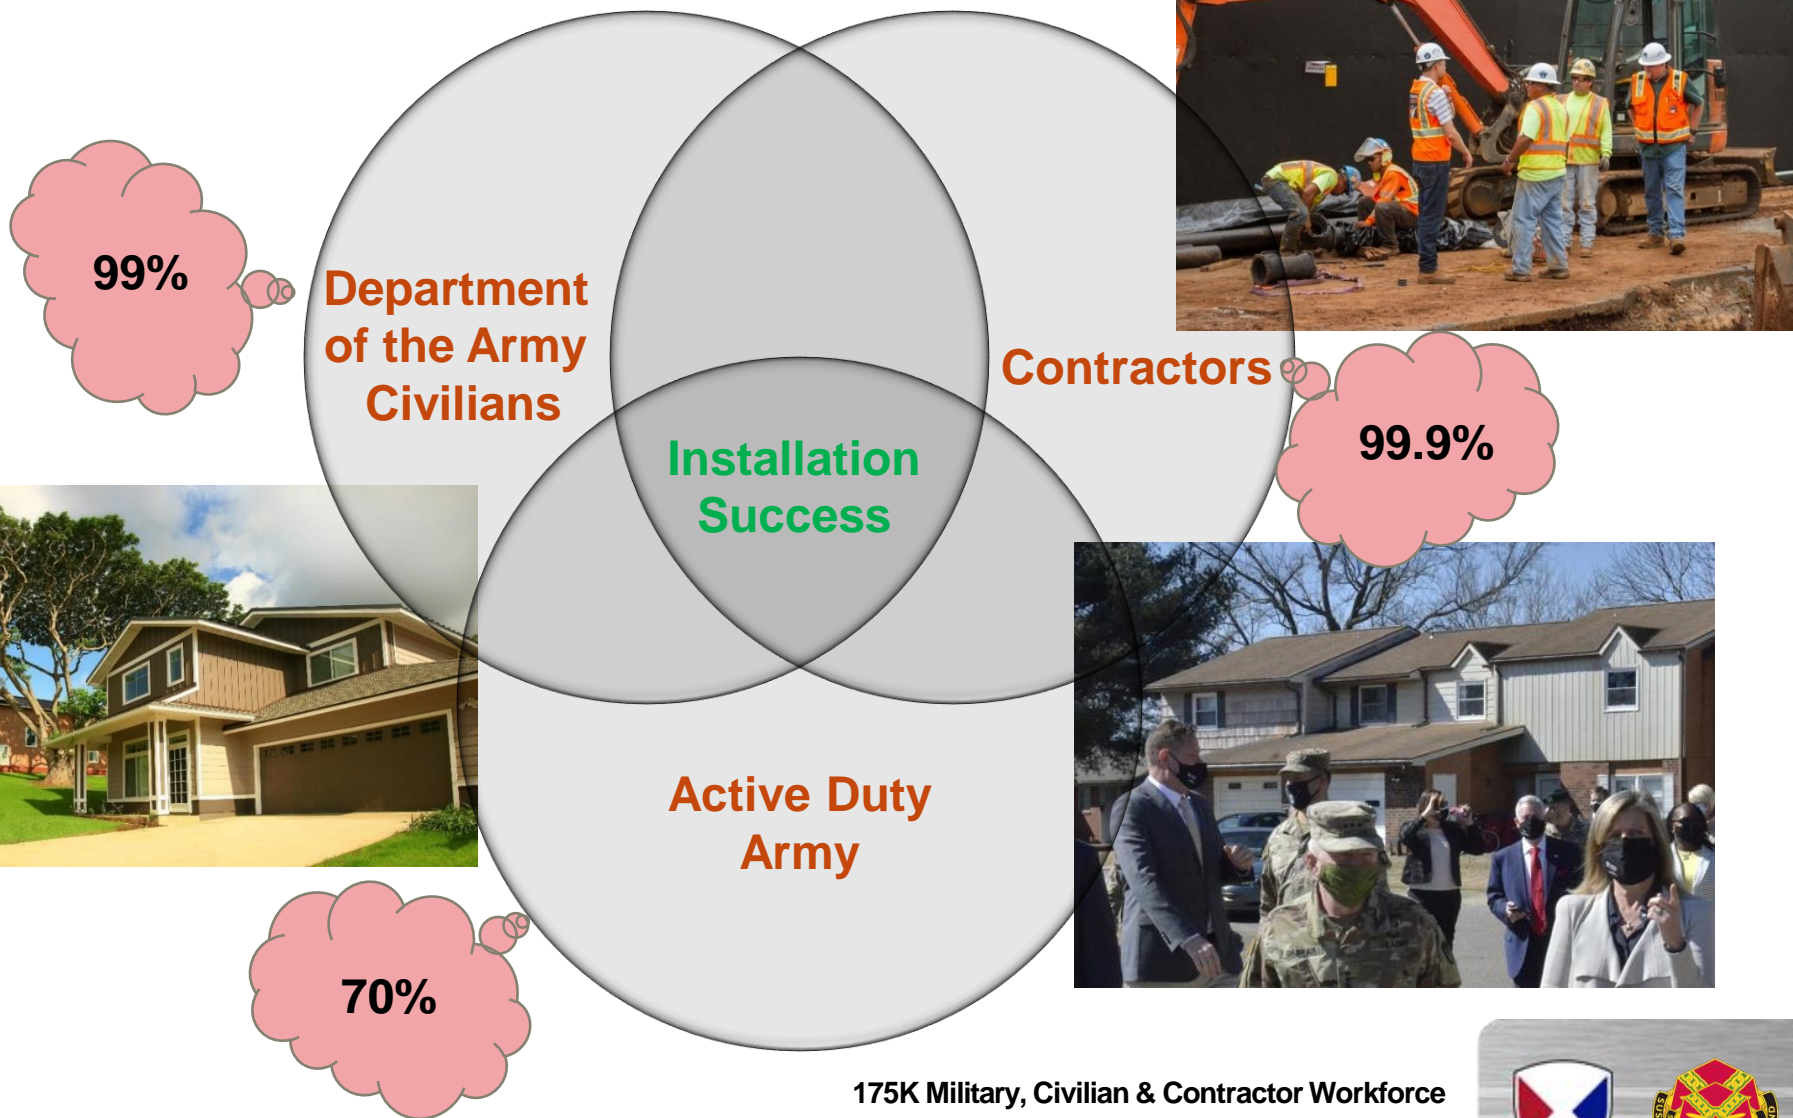 99%
Department
of the Army
Civilians
Contractors
99.9%
Installation
Success
Active Duty
Army
70%
175K Military, Civilian & Contractor Workforce